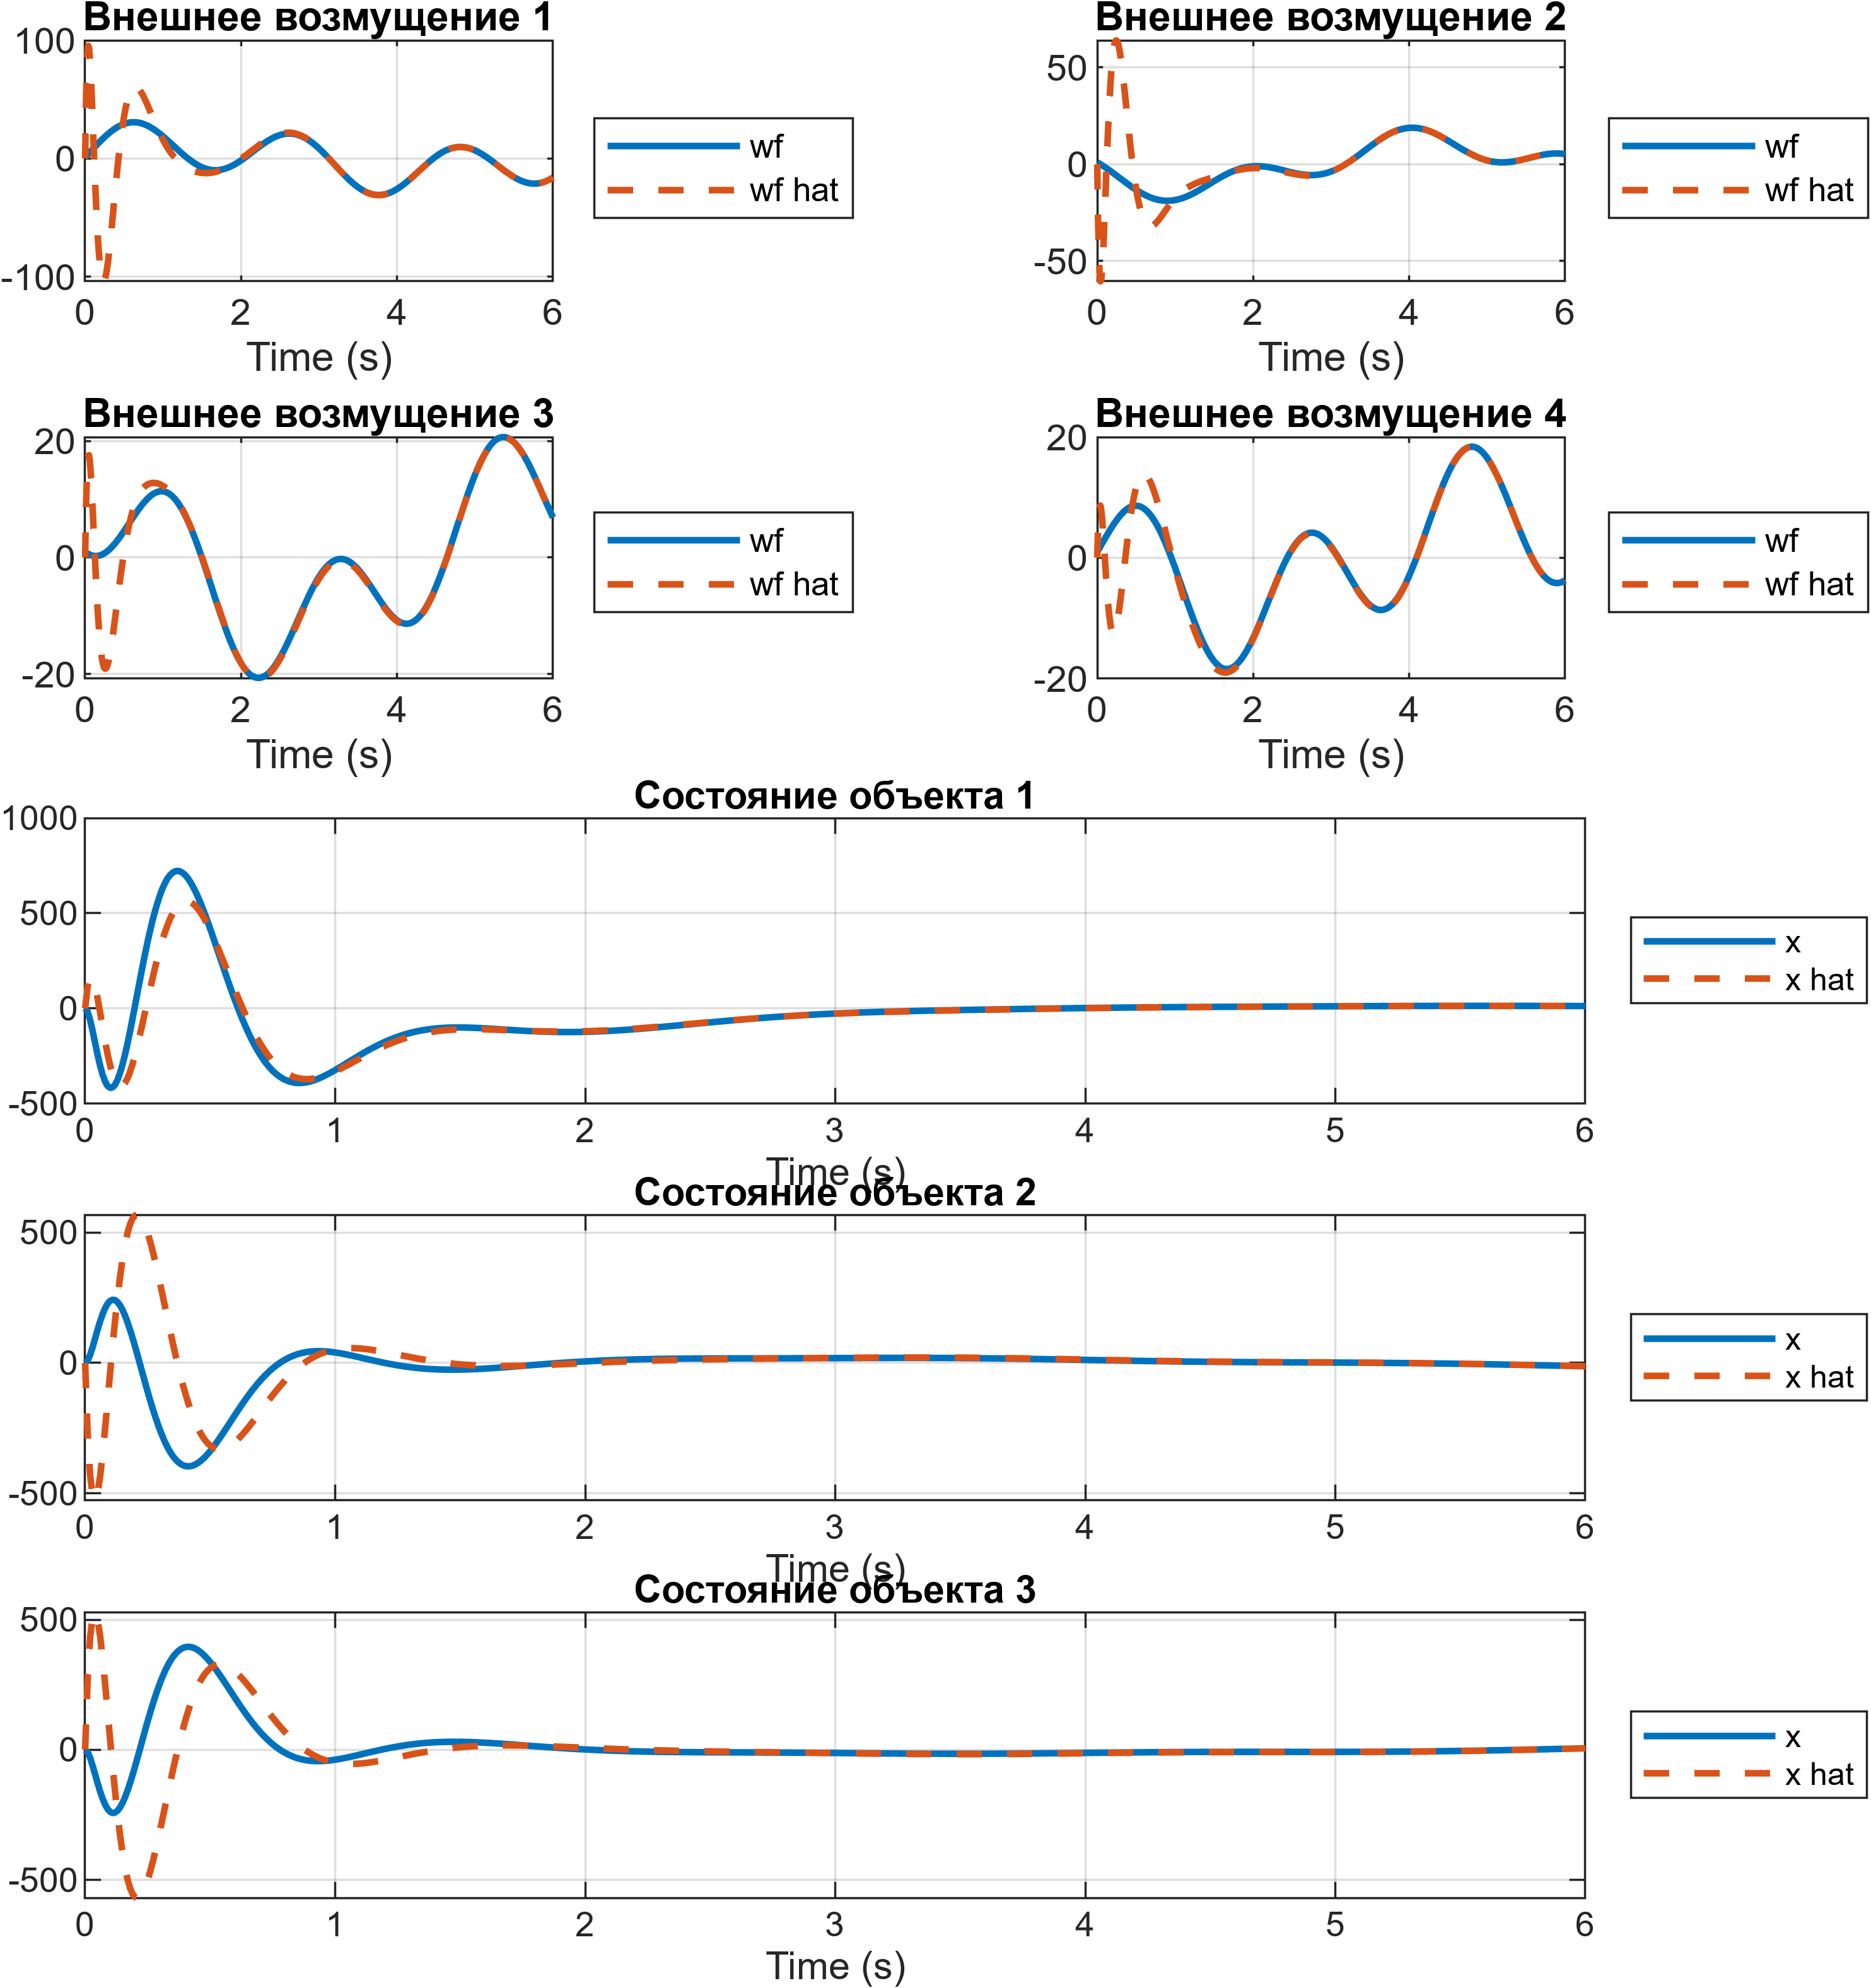 Внешнее возмущение 1
100
0
-100
0 2 4 6
Time (s)
wf
wf hat
Внешнее возмущение 2
50
0
-50
0 2 4 6
Time (s)
wf
wf hat
Внешнее возмущение 3
20
0
-20
0 2 4 6
Time (s)
wf
wf hat
Внешнее возмущение 4
20
0
-20
0 2 4 6
Time (s)
wf
wf hat
Состояние объекта 1
1000
500
0
-500
0 1 2 3 4 5 6
Time (s)
x
x hat
Состояние объекта 2
500
0
-500
0 1 2 3 4 5 6
Time (s)
x
x hat
Состояние объекта 3
500
0
-500
0 1 2 3 4 5 6
Time (s)
x
x hat